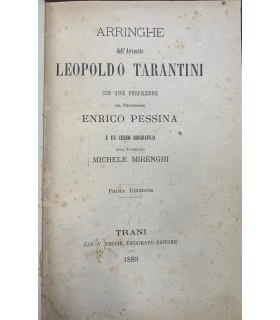 ARRINGHE
dell'Avvocato
LEOPOLDO TARANTINI
CON UNA PREFAZIONE
DEL PROFESSORE
ENRICO PESSINA
E UN CENNO BIOGRAFICO
DELL'AVVOCATO
MICHELE MIRENGHI
PRIMA EDIZIONE
TRANI
CAV. V. VECCHI, TIPOGRAFO EDITORE
1889